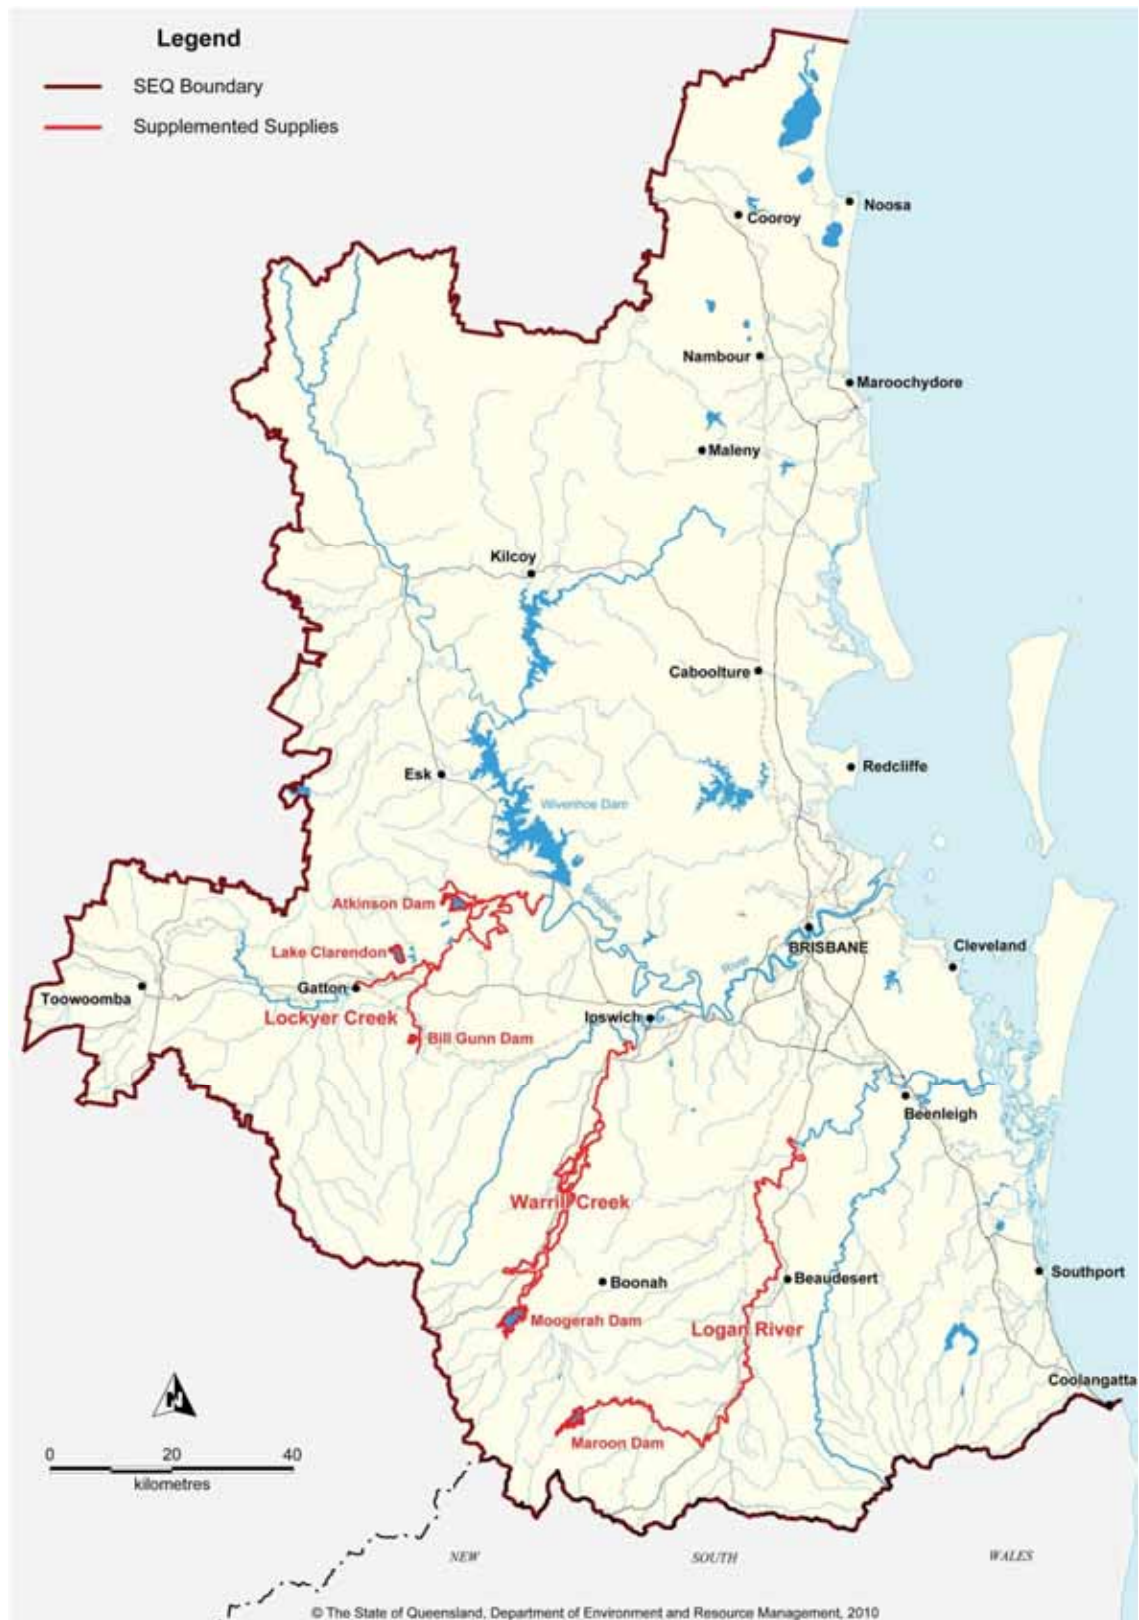 Legend
SEQ Boundary
Supplemented Supplies
Noosa
Cooroy
Nambour
Maroochydore
Maleny
Kilcoy
Caboolture
Redcliffe
Esk
Wivenhoe Dam
Atkinson Dam
Brisbane
River
BRISBANE
Cleveland
Lake Clarendon
Toowoomba
Gatton
Lockyer Creek
Ipswich
Bill Gunn Dam
Beenleigh
Warrill Creek
Boonah
Beaudesert
Southport
Moogerah Dam
Logan River
Coolangatta
Maroon Dam
N
0 20 40
kilometres
NEW SOUTH WALES
© The State of Queensland, Department of Environment and Resource Management, 2010